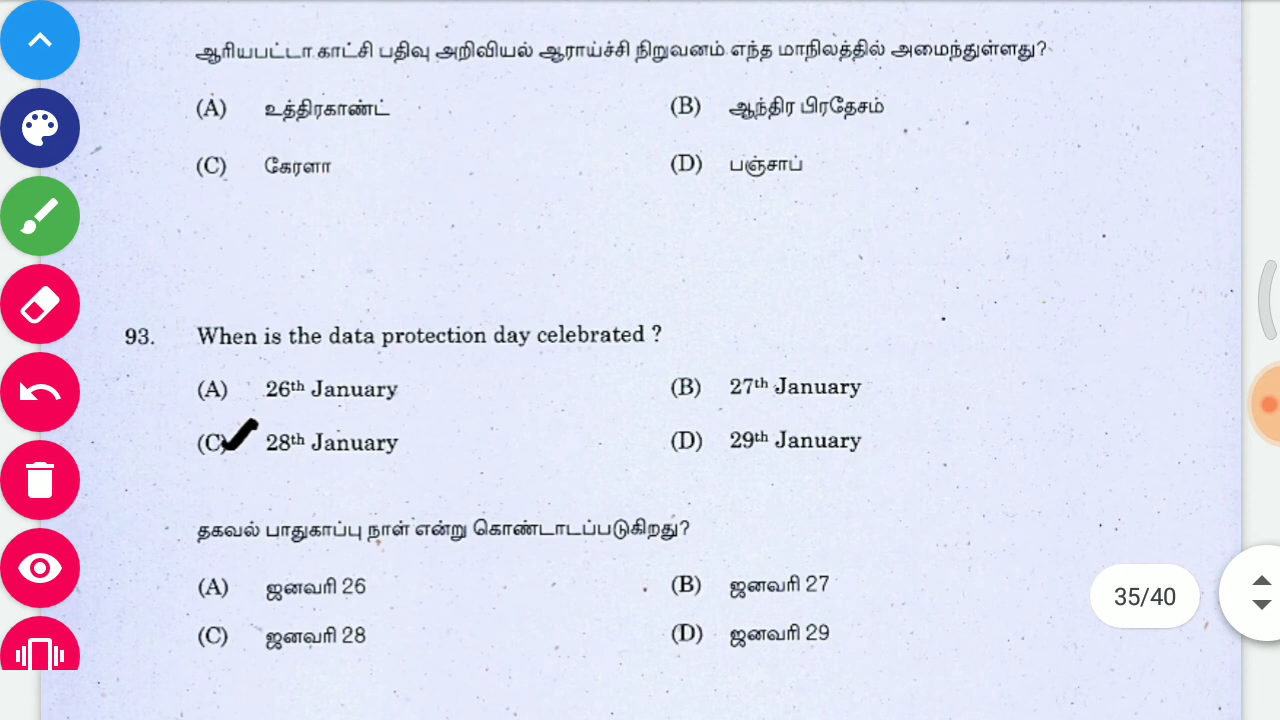 ஆரியபட்டா காட்சி பதிவு அறிவியல் ஆராய்ச்சி நிறுவனம் எந்த மாநிலத்தில் அமைந்துள்ளது?
(A) உத்திரகாண்ட் (B) ஆந்திர பிரதேசம்
(C) கேரளா (D) பஞ்சாப்
93. When is the data protection day celebrated ?
(A) 26th January (B) 27th January
(C) 28th January (D) 29th January
தகவல் பாதுகாப்பு நாள் என்று கொண்டாடப்படுகிறது?
(A) ஜனவரி 26 (B) ஜனவரி 27
(C) ஜனவரி 28 (D) ஜனவரி 29
35/40